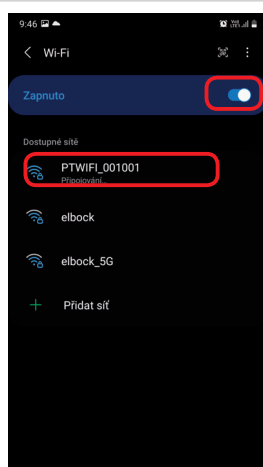 9:46
Wi-Fi
Zapnuto
Dostupné sítě
PTWIFI_001001
Připojování...
elbock
elbock_5G
Přidat síť